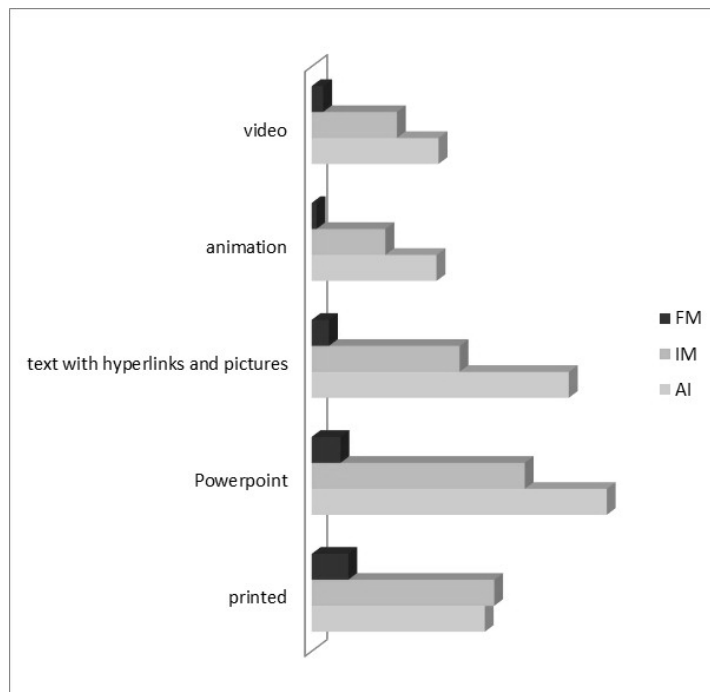 video
animation
text with hyperlinks and pictures
Powerpoint
printed
FM
IM
AI